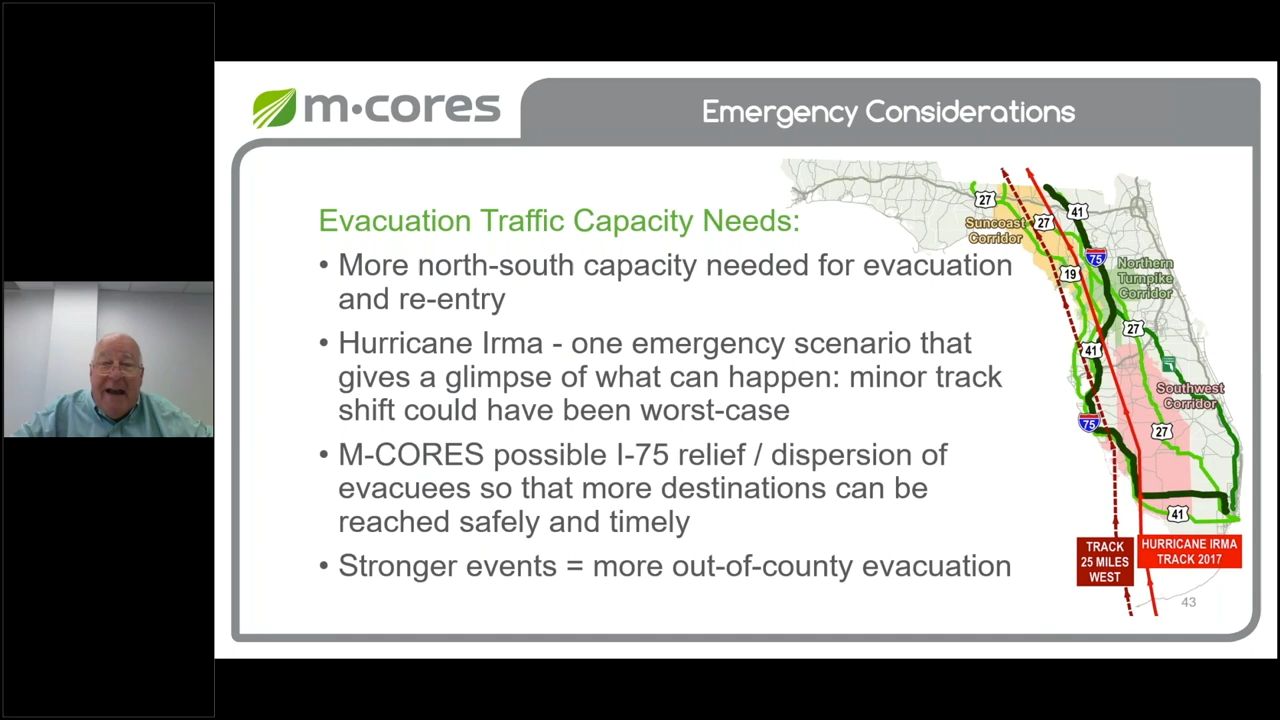 m·cores
Emergency Considerations
Evacuation Traffic Capacity Needs:
• More north-south capacity needed for evacuation
and re-entry
• Hurricane Irma - one emergency scenario that
gives a glimpse of what can happen: minor track
shift could have been worst-case
• M-CORES possible I-75 relief / dispersion of
evacuees so that more destinations can be
reached safely and timely
• Stronger events = more out-of-county evacuation
27
41
27
Suncoast
Corridor
75
19
Northern
Turnpike
Corridor
27
41
Southwest
Corridor
75
27
41
TRACK
25 MILES
WEST
HURRICANE IRMA
TRACK 2017
43